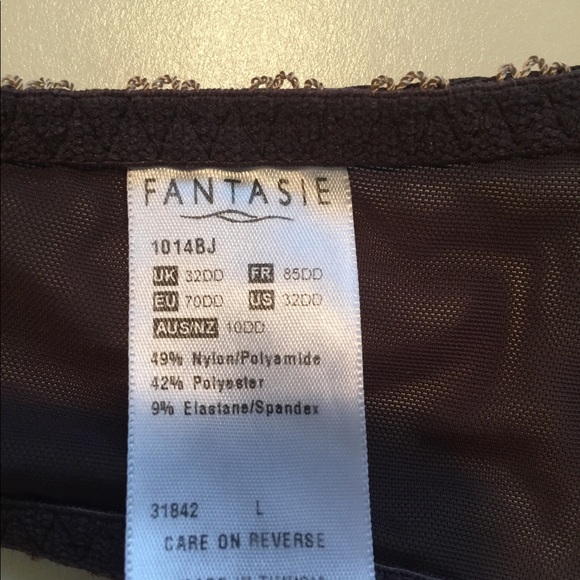 FANTASIE
1014BJ
UK 32DD FR 85DD
EU 70DD US 32DD
AUS/NZ 10DD
49% Nylon/Polyamide
42% Polyester
9% Elastane/Spandex
31842 L
CARE ON REVERSE